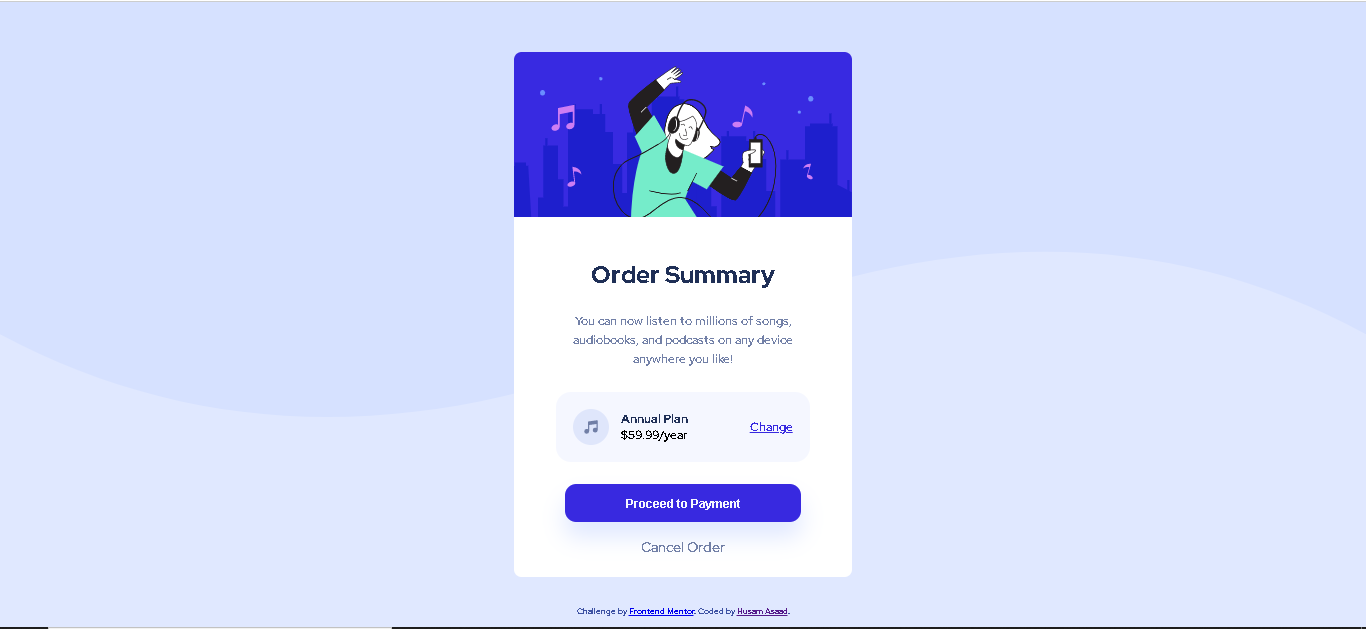 Order Summary
You can now listen to millions of songs,
audiobooks, and podcasts on any device
anywhere you like!
Annual Plan
$59.99/year
Change
Proceed to Payment
Cancel Order
Challenge by Frontend Mentor. Coded by Husam Asaad.